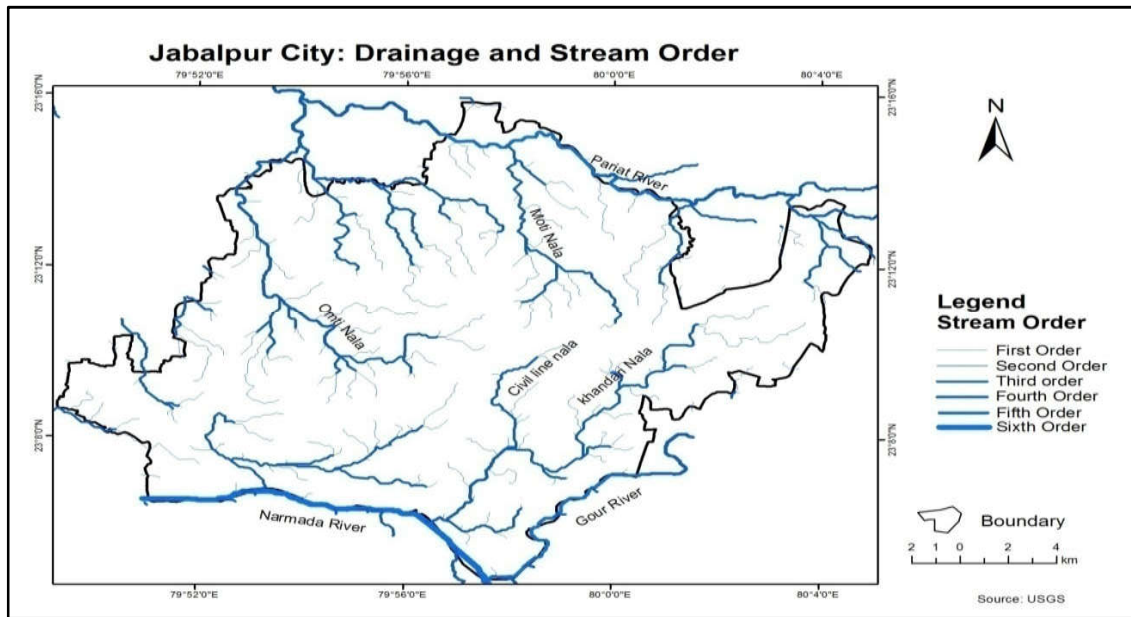 Jabalpur City: Drainage and Stream Order
79°52'0"E 79°56'0"E 80°0'0"E 80°4'0"E
23°16'0"N 23°16'0"N
N
Pariat River
Moti Nala
23°12'0"N 23°12'0"N
Omti Nala
Civil line nala
khandari Nala
23°8'0"N 23°8'0"N
Narmada River
Gour River
79°52'0"E 79°56'0"E 80°0'0"E 80°4'0"E
Legend
Stream Order
First Order
Second Order
Third order
Fourth Order
Fifth Order
Sixth Order
Boundary
2 1 0 2 4
km
Source: USGS